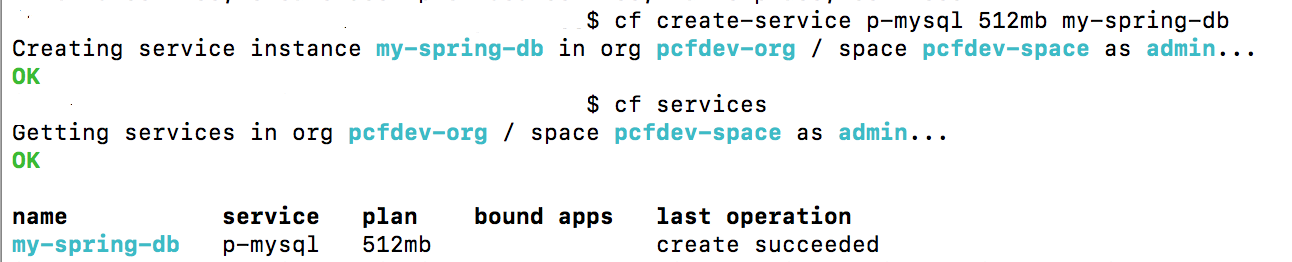 $ cf create-service p-mysql 512mb my-spring-db
Creating service instance my-spring-db in org pcfdev-org / space pcfdev-space as admin...
OK
$ cf services
Getting services in org pcfdev-org / space pcfdev-space as admin...
OK
name service plan bound apps last operation
my-spring-db p-mysql 512mb create succeeded